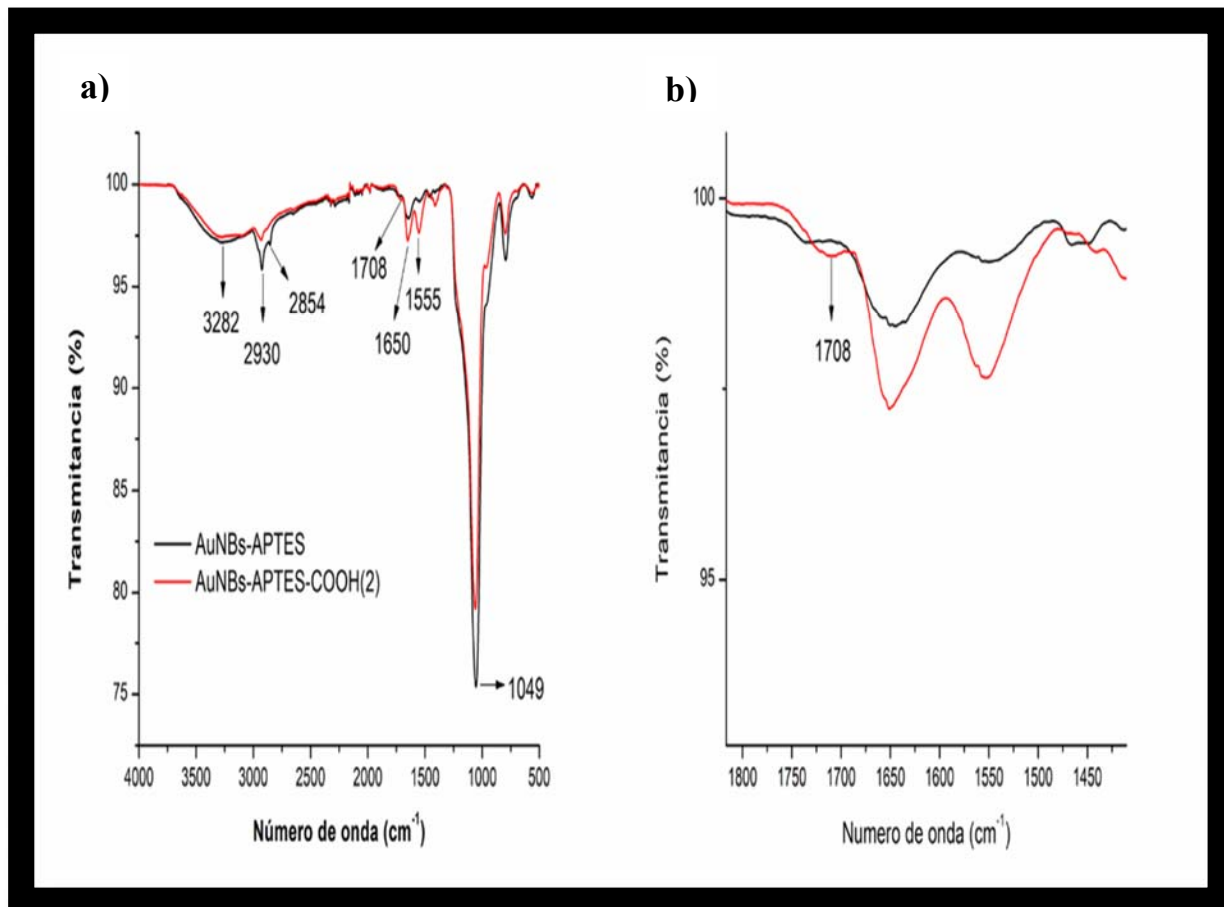 a)
b)
100
95
90
85
80
75
Transmitancia (%)
3282
2930
2854
1708
1650
1555
1049
AuNBs-APTES
AuNBs-APTES-COOH(2)
4000 3500 3000 2500 2000 1500 1000 500
Número de onda (cm⁻¹)
100
95
Transmitancia (%)
1708
1800 1750 1700 1650 1600 1550 1500 1450
Numero de onda (cm⁻¹)